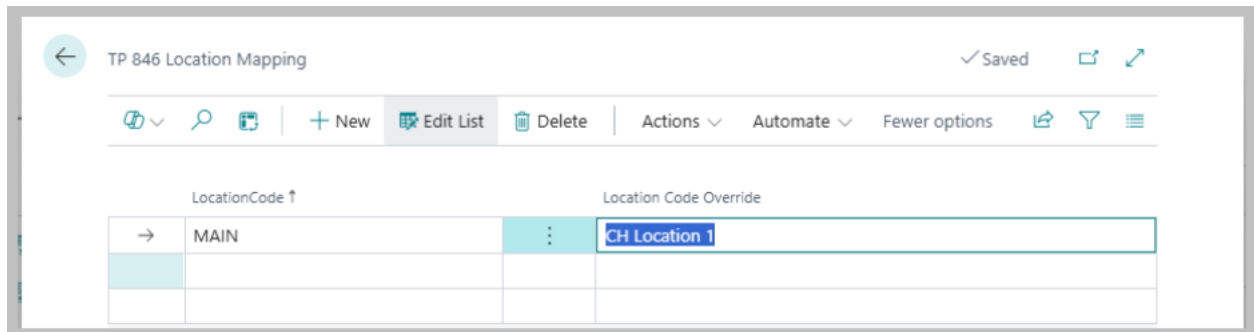 TP 846 Location Mapping
Saved
New Edit List Delete Actions Automate Fewer options
LocationCode ↑ Location Code Override
MAIN CH Location 1